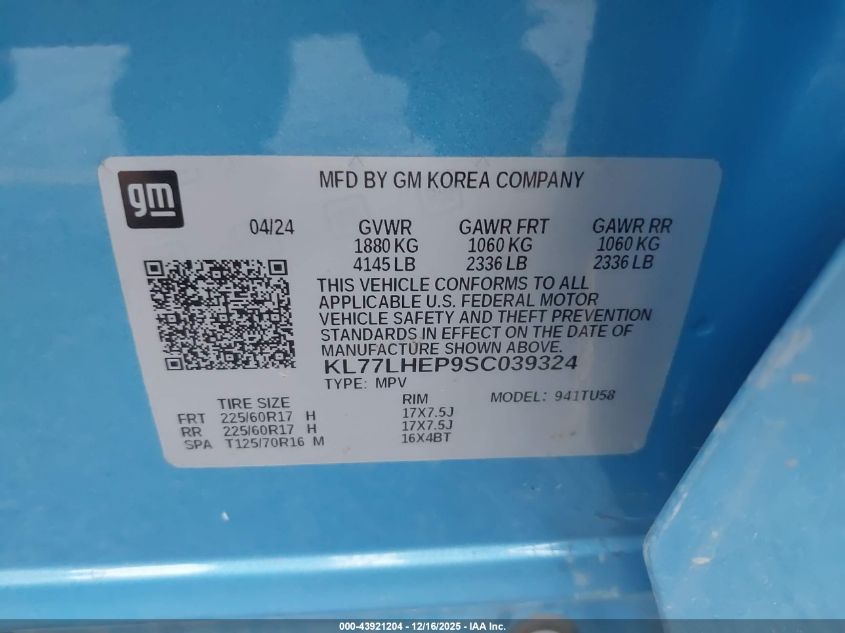 gm
MFD BY GM KOREA COMPANY
04/24 GVWR GAWR FRT GAWR RR
1880 KG 1060 KG 1060 KG
4145 LB 2336 LB 2336 LB
THIS VEHICLE CONFORMS TO ALL
APPLICABLE U.S. FEDERAL MOTOR
VEHICLE SAFETY AND THEFT PREVENTION
STANDARDS IN EFFECT ON THE DATE OF
MANUFACTURE SHOWN ABOVE.
KL77LHEP9SC039324
TYPE: MPV MODEL: 941TU58
TIRE SIZE RIM
FRT 225/60R17 H 17X7.5J
RR 225/60R17 H 17X7.5J
SPA T125/70R16 M 16X4BT
000-43921204 - 12/16/2025 - IAA Inc.